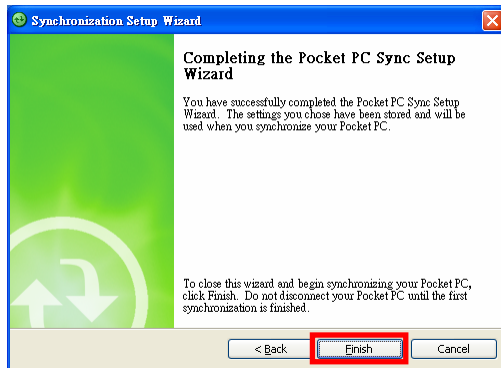 Synchronization Setup Wizard
Completing the Pocket PC Sync Setup
Wizard
You have successfully completed the Pocket PC Sync Setup
Wizard. The settings you chose have been stored and will be
used when you synchronize your Pocket PC.
To close this wizard and begin synchronizing your Pocket PC,
click Finish. Do not disconnect your Pocket PC until the first
synchronization is finished.
< Back
Finish
Cancel